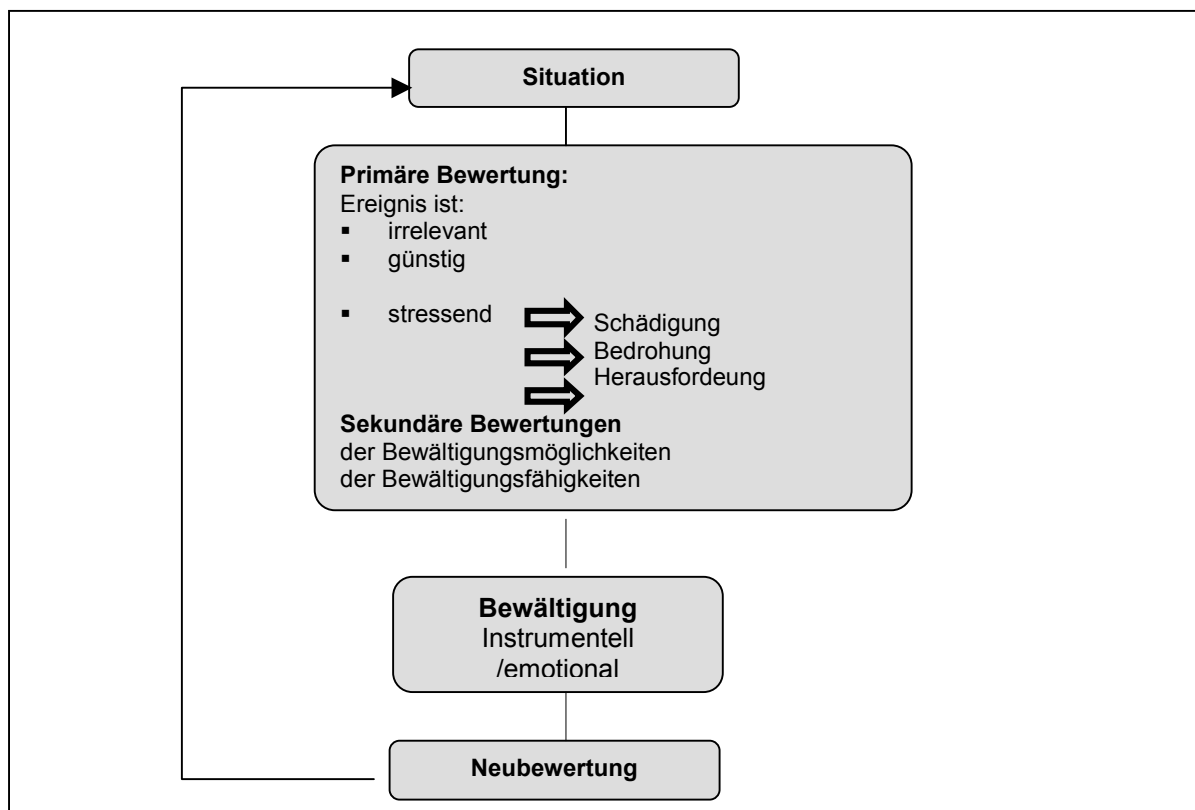 Situation
Primäre Bewertung:
Ereignis ist:
▪ irrelevant
▪ günstig
▪ stressend
Schädigung
Bedrohung
Herausfordeung
Sekundäre Bewertungen
der Bewältigungsmöglichkeiten
der Bewältigungsfähigkeiten
Bewältigung
Instrumentell
/emotional
Neubewertung